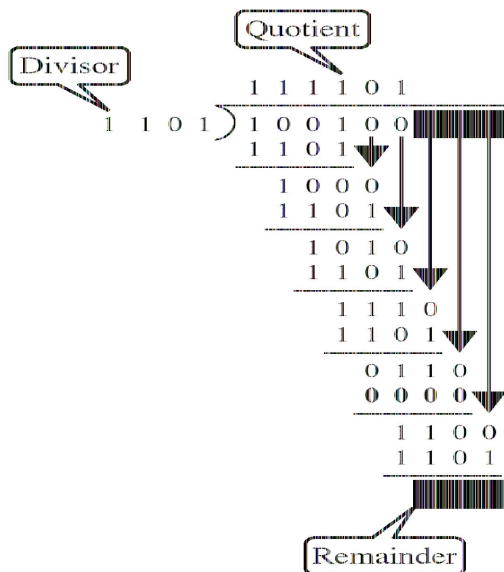 Quotient
Divisor
1 1 1 1 0 1
1 1 0 1 ) 1 0 0 1 0 0
1 1 0 1
1 0 0 0
1 1 0 1
1 0 1 0
1 1 0 1
1 1 1 0
1 1 0 1
0 1 1 0
0 0 0 0
1 1 0 0
1 1 0 1
Remainder